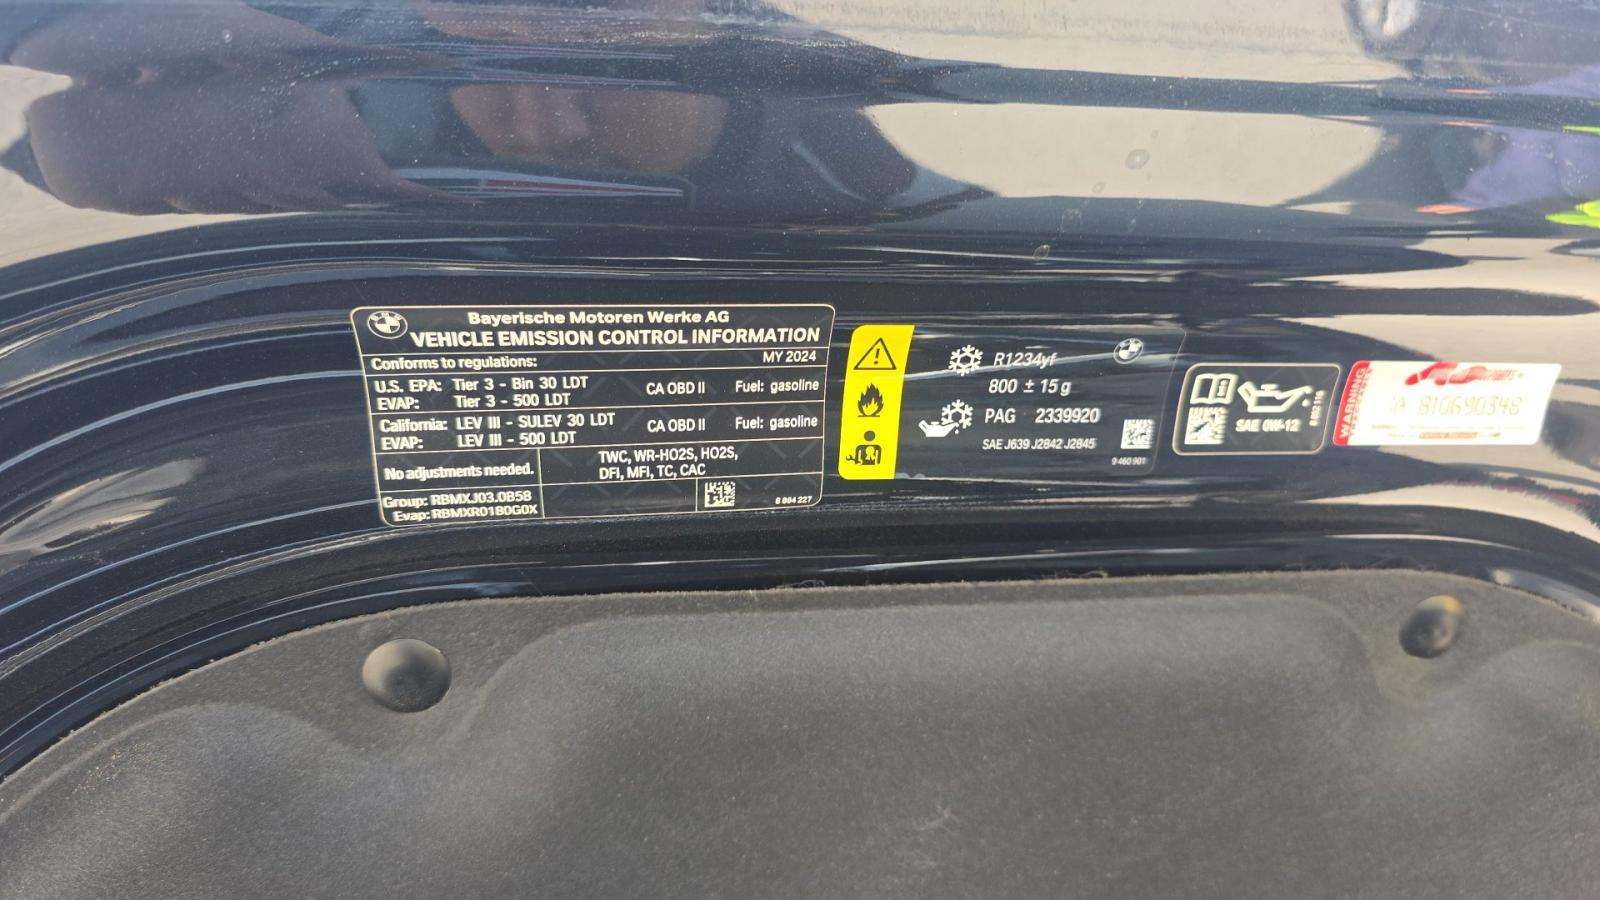 Bayerische Motoren Werke AG
VEHICLE EMISSION CONTROL INFORMATION
Conforms to regulations: MY 2024
U.S. EPA: Tier 3 - Bin 30 LDT CA OBD II Fuel: gasoline
EVAP: Tier 3 - 500 LDT
California: LEV III - SULEV 30 LDT CA OBD II Fuel: gasoline
EVAP: LEV III - 500 LDT
No adjustments needed.
TWC, WR-HO2S, HO2S,
DFI, MFI, TC, CAC
Group: RBMXJ03.0B58
Evap: RBMXR0180G0X
8 894 227
R1234yf
800 ± 15 g
PAG 2339920
SAE J639 J2842 J2845
9 460 901
SAE 0W-12
WARNING
B10690348